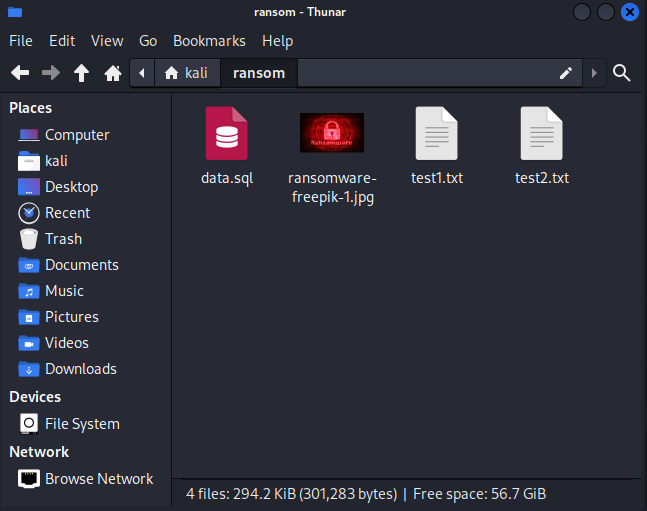 ransom - Thunar
File Edit View Go Bookmarks Help
kali ransom
Places
Computer
kali
Desktop
Recent
Trash
Documents
Music
Pictures
Videos
Downloads
Devices
File System
Network
Browse Network
Ransomware
data.sql
ransomware-
freepik-1.jpg
test1.txt
test2.txt
4 files: 294.2 KiB (301,283 bytes) | Free space: 56.7 GiB